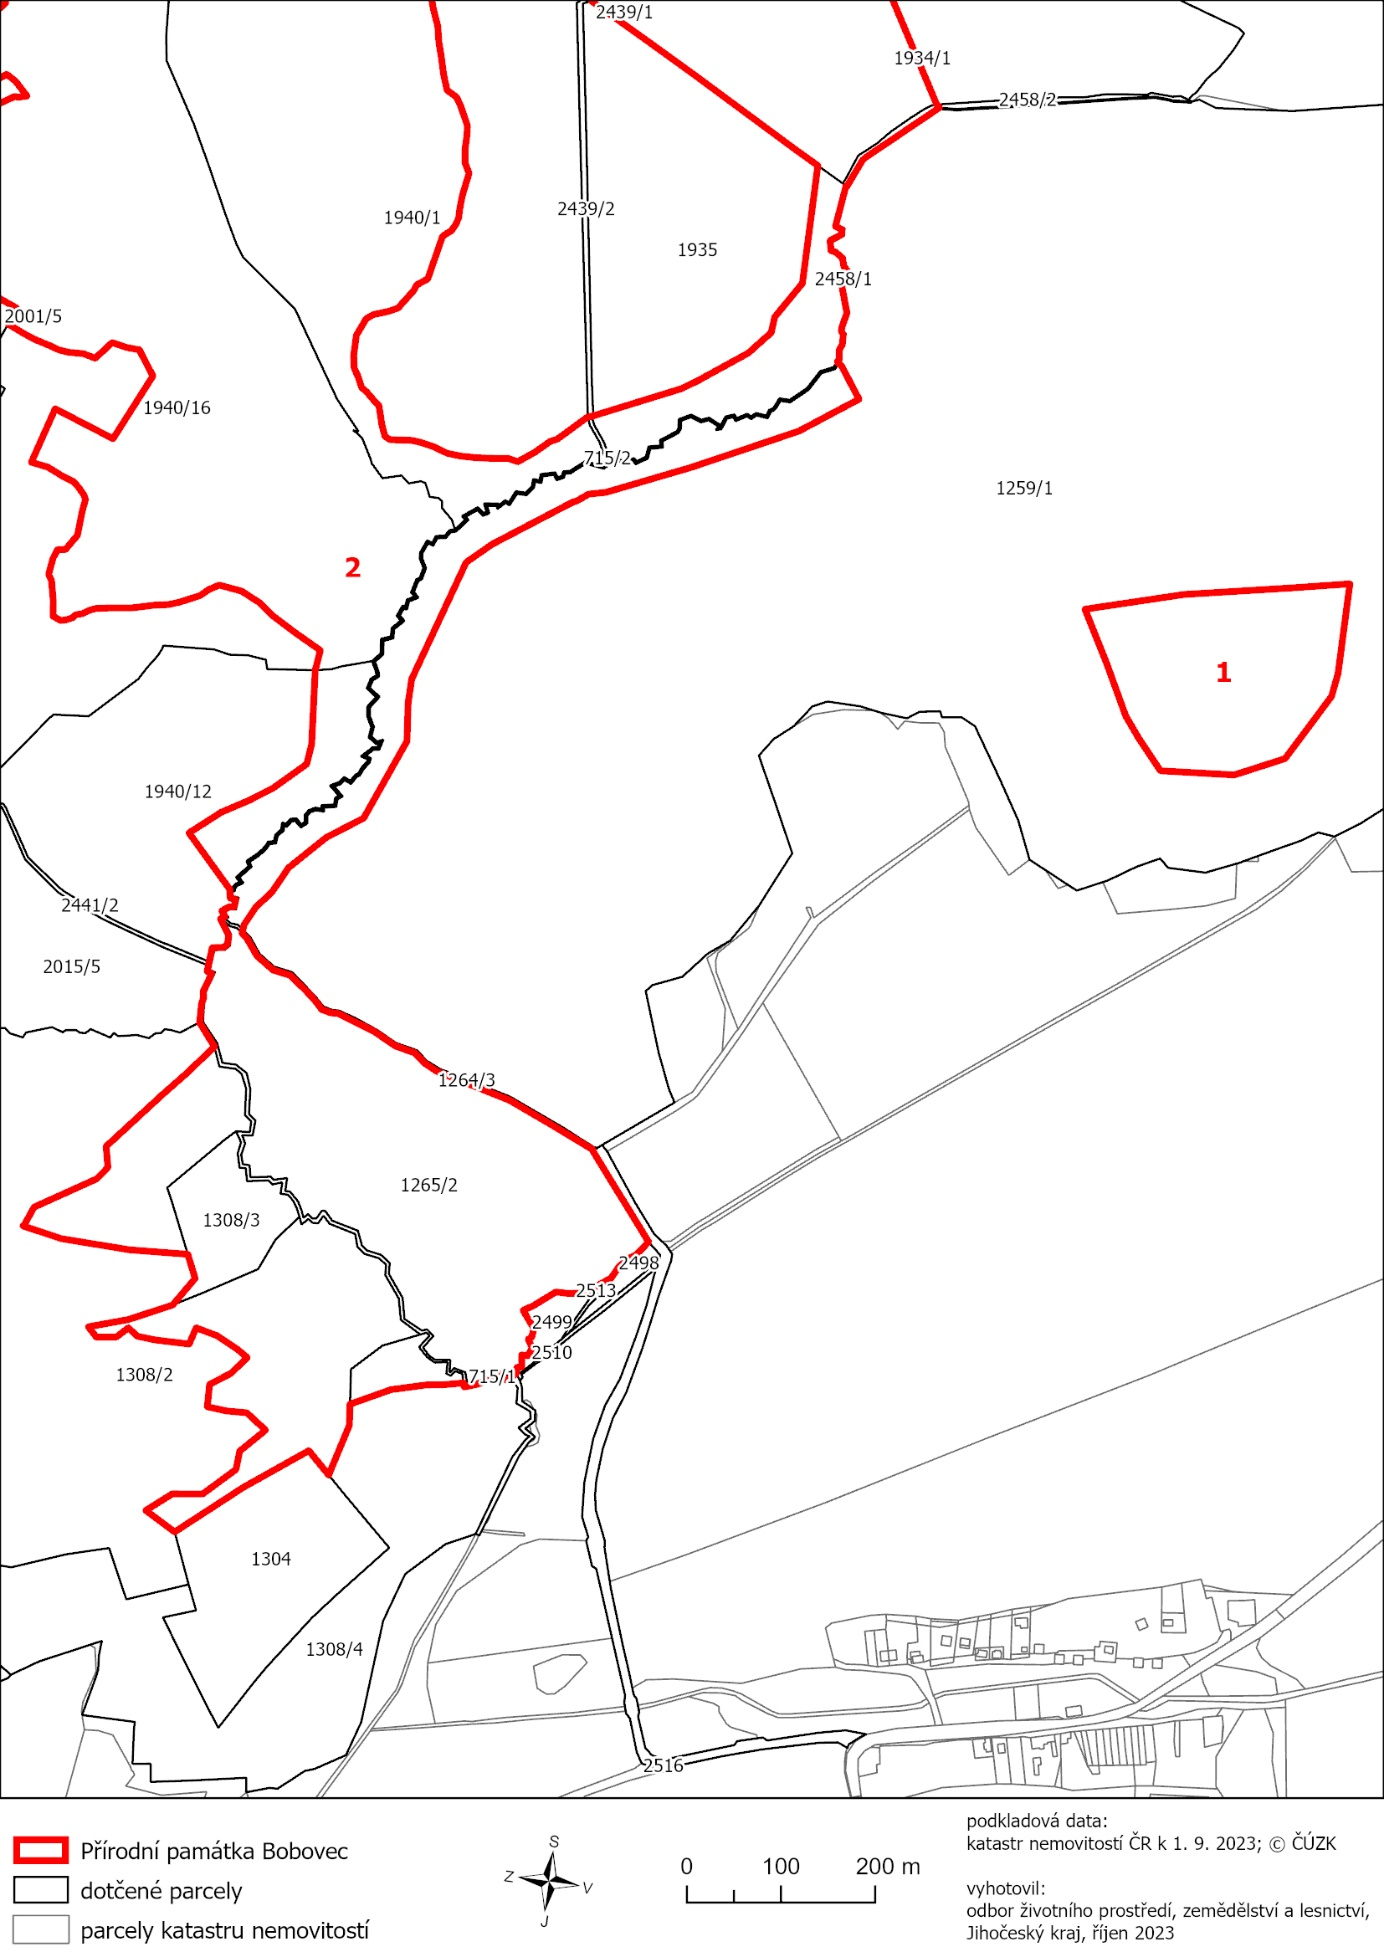 2439/1
1934/1
2458/2
1940/1
2439/2
1935
2458/1
2001/5
1940/16
715/2
1259/1
2
1
1940/12
2441/2
2015/5
1264/3
1265/2
1308/3
2498
2513
2499
2510
1308/2
715/1
1304
1308/4
2516
Přírodní památka Bobovec
dotčené parcely
parcely katastru nemovitostí
S
Z
V
J
0 100 200 m
podkladová data:
katastr nemovitostí ČR k 1. 9. 2023; © ČÚZK
vyhotovil:
odbor životního prostředí, zemědělství a lesnictví,
Jihočeský kraj, říjen 2023